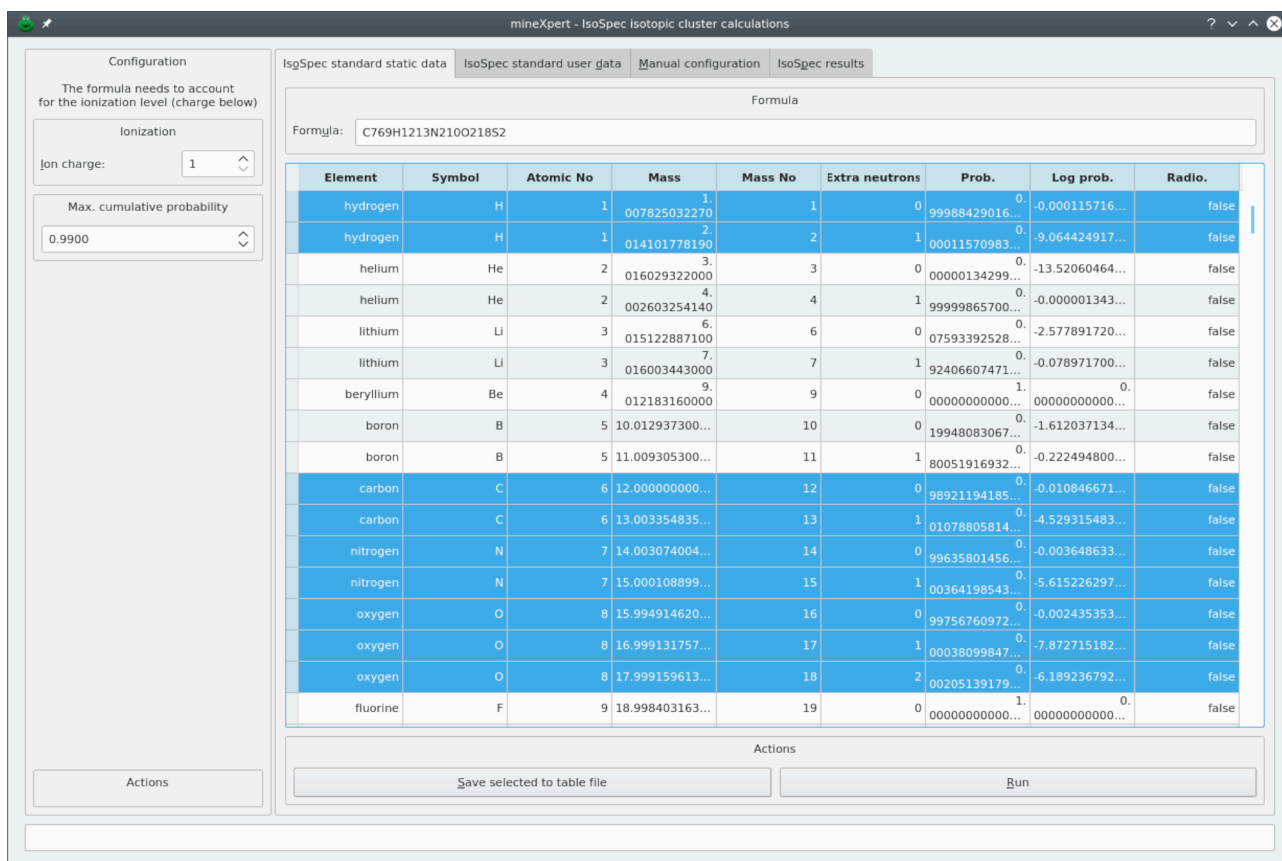 mineXpert - IsoSpec isotopic cluster calculations
Configuration
The formula needs to account
for the ionization level (charge below)
Ionization
Ion charge: 1
Max. cumulative probability
0.9900
Actions
IsoSpec standard static data IsoSpec standard user data Manual configuration IsoSpec results
Formula
Formula: C769H1213N210O218S2
Element Symbol Atomic No Mass Mass No Extra neutrons Prob. Log prob. Radio.
hydrogen H 1 1.007825032270 1 0 0.99988429016... -0.000115716... false
hydrogen H 1 2.014101778190 2 1 0.00011570983... -9.064424917... false
helium He 2 3.016029322000 3 0 0.00000134299... -13.52060464... false
helium He 2 4.002603254140 4 1 0.99999865700... -0.000001343... false
lithium Li 3 6.015122887100 6 0 0.07593392528... -2.577891720... false
lithium Li 3 7.016003443000 7 1 0.92406607471... -0.078971700... false
beryllium Be 4 9.012183160000 9 0 1.00000000000... 0.00000000000... false
boron B 5 10.012937300... 10 0 0.19948083067... -1.612037134... false
boron B 5 11.009305300... 11 1 0.80051916932... -0.222494800... false
carbon C 6 12.000000000... 12 0 0.98921194185... -0.010846671... false
carbon C 6 13.003354835... 13 1 0.01078805814... -4.529315483... false
nitrogen N 7 14.003074004... 14 0 0.99635801456... -0.003648633... false
nitrogen N 7 15.000108899... 15 1 0.00364198543... -5.615226297... false
oxygen O 8 15.994914620... 16 0 0.99756760972... -0.002435353... false
oxygen O 8 16.999131757... 17 1 0.00038099847... -7.872715182... false
oxygen O 8 17.999159613... 18 2 0.00205139179... -6.189236792... false
fluorine F 9 18.998403163... 19 0 1.00000000000... 0.00000000000... false
Actions
Save selected to table file Run